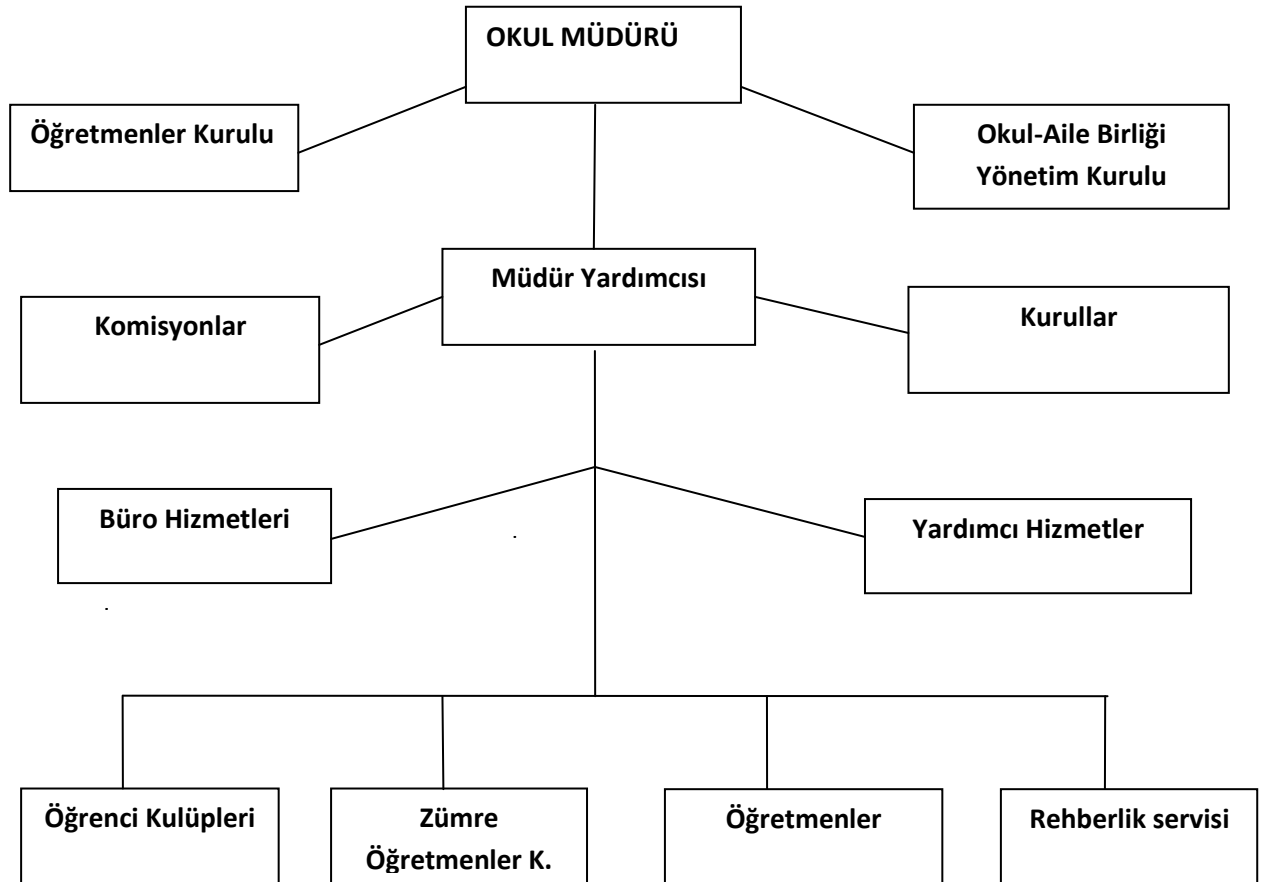 OKUL MÜDÜRÜ
Öğretmenler Kurulu
Okul-Aile Birliği
Yönetim Kurulu
Müdür Yardımcısı
Komisyonlar
Kurullar
Büro Hizmetleri
Yardımcı Hizmetler
Öğrenci Kulüpleri
Zümre
Öğretmenler K.
Öğretmenler
Rehberlik servisi